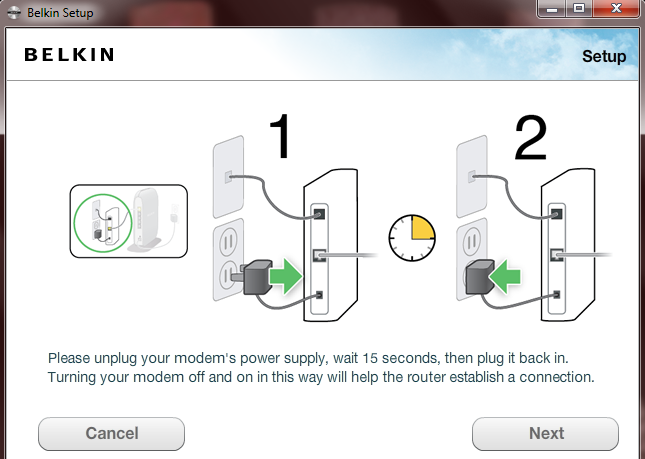 Belkin Setup
BELKIN
Setup
1
2
Please unplug your modem's power supply, wait 15 seconds, then plug it back in.
Turning your modem off and on in this way will help the router establish a connection.
Cancel
Next